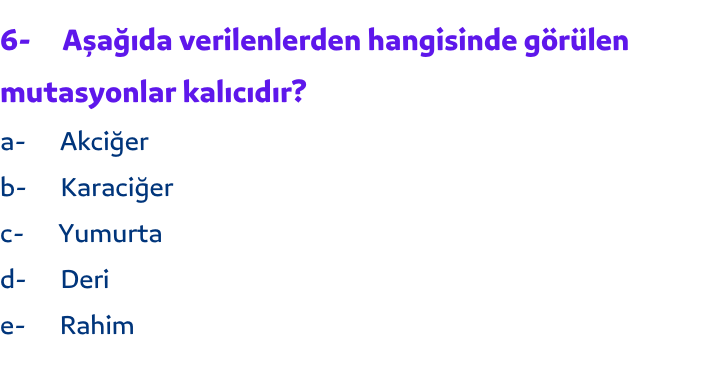 6- Aşağıda verilenlerden hangisinde görülen
mutasyonlar kalıcıdır?
a- Akciğer
b- Karaciğer
c- Yumurta
d- Deri
e- Rahim